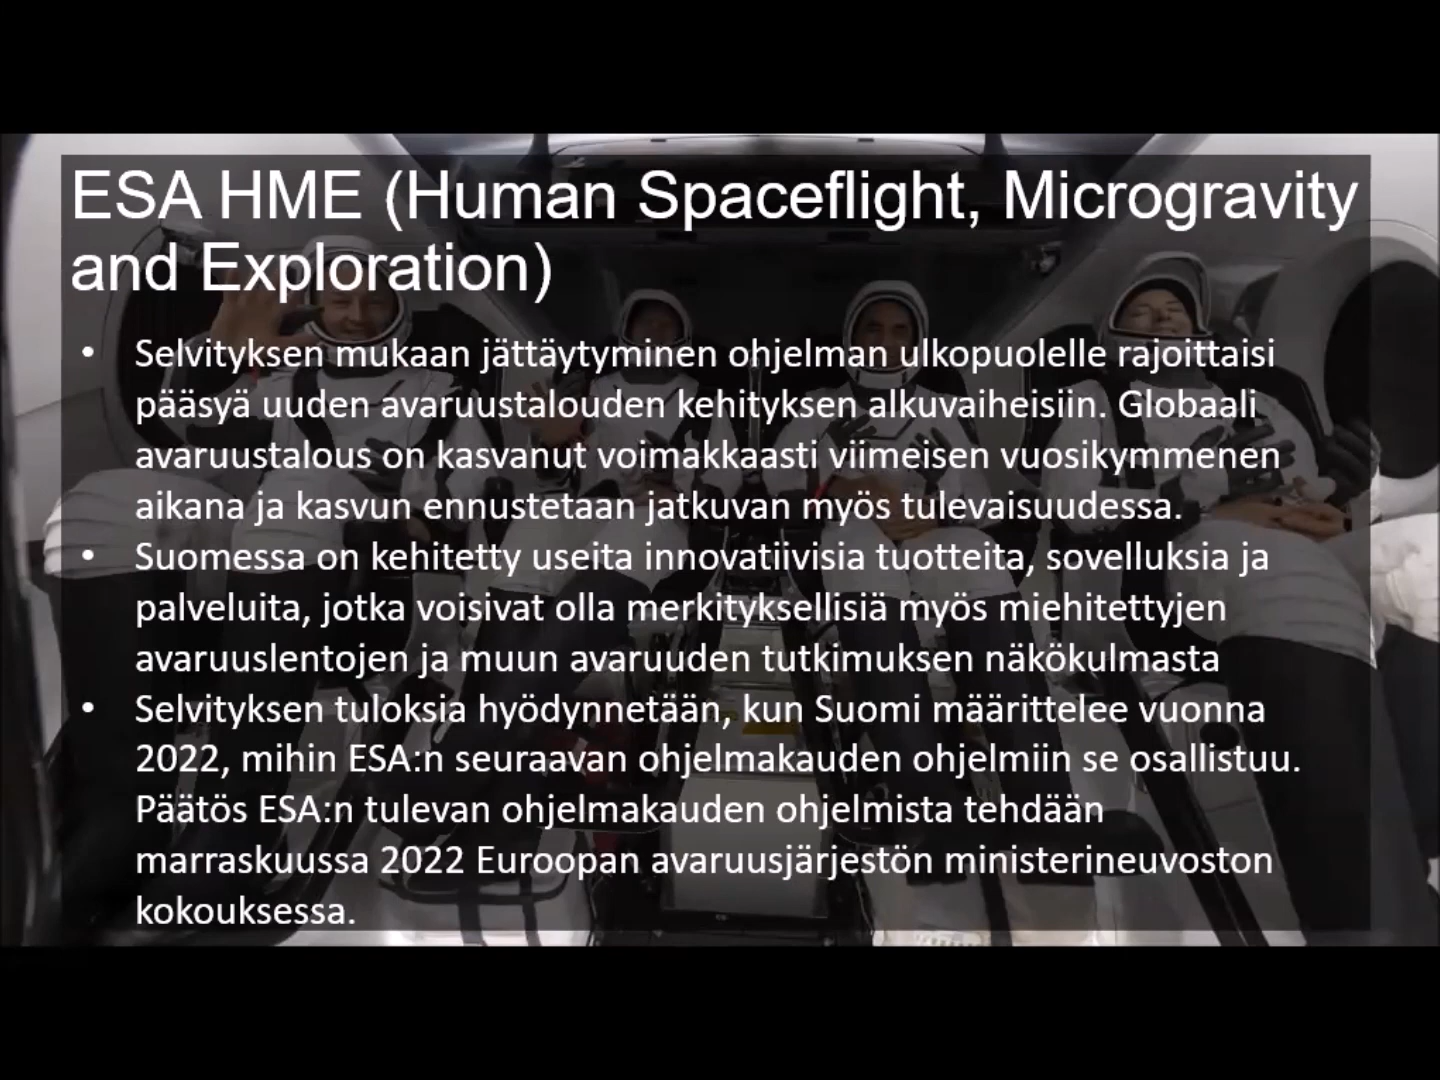 ESA HME (Human Spaceflight, Microgravity
and Exploration)
• Selvityksen mukaan jättäytyminen ohjelman ulkopuolelle rajoittaisi
pääsyä uuden avaruustalouden kehityksen alkuvaiheisiin. Globaali
avaruustalous on kasvanut voimakkaasti viimeisen vuosikymmenen
aikana ja kasvun ennustetaan jatkuvan myös tulevaisuudessa.
• Suomessa on kehitetty useita innovatiivisia tuotteita, sovelluksia ja
palveluita, jotka voisivat olla merkityksellisiä myös miehitettyjen
avaruuslentojen ja muun avaruuden tutkimuksen näkökulmasta
• Selvityksen tuloksia hyödynnetään, kun Suomi määrittelee vuonna
2022, mihin ESA:n seuraavan ohjelmakauden ohjelmiin se osallistuu.
Päätös ESA:n tulevan ohjelmakauden ohjelmista tehdään
marraskuussa 2022 Euroopan avaruusjärjestön ministerineuvoston
kokouksessa.